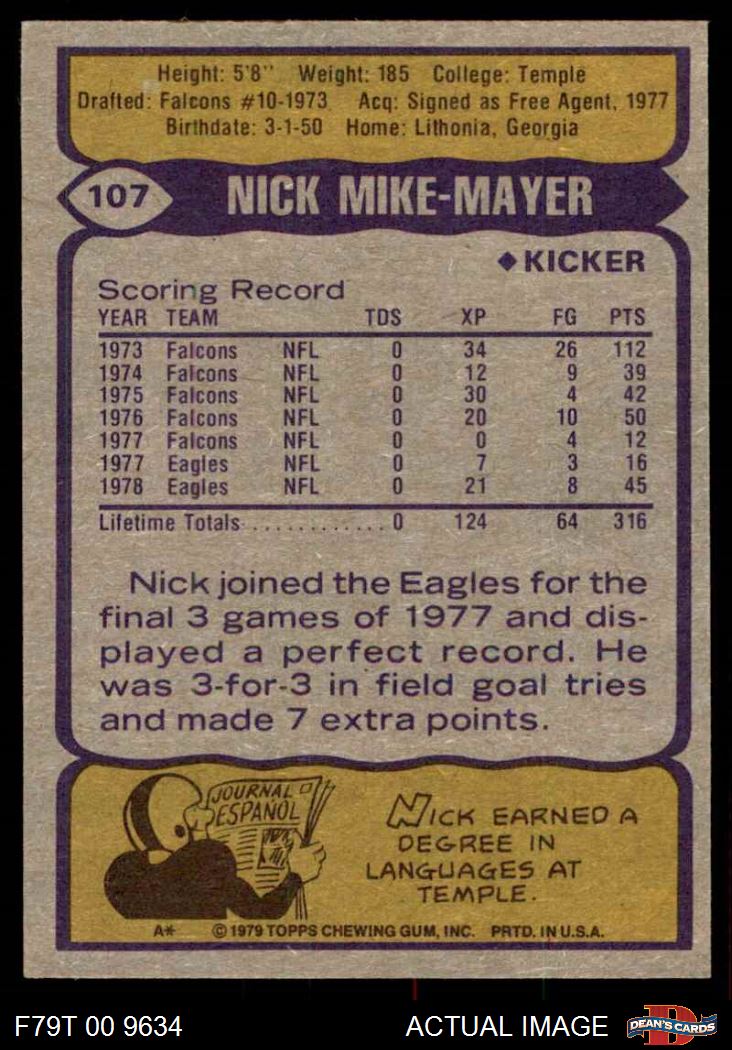 Height: 5'8" Weight: 185 College: Temple
Drafted: Falcons #10-1973 Acq: Signed as Free Agent, 1977
Birthdate: 3-1-50 Home: Lithonia, Georgia
107 NICK MIKE-MAYER
◆KICKER
Scoring Record
YEAR TEAM TDS XP FG PTS
1973 Falcons NFL 0 34 26 112
1974 Falcons NFL 0 12 9 39
1975 Falcons NFL 0 30 4 42
1976 Falcons NFL 0 20 10 50
1977 Falcons NFL 0 0 4 12
1977 Eagles NFL 0 7 3 16
1978 Eagles NFL 0 21 8 45
Lifetime Totals ............ 0 124 64 316
Nick joined the Eagles for the
final 3 games of 1977 and dis-
played a perfect record. He
was 3-for-3 in field goal tries
and made 7 extra points.
JOURNAL
ESPAÑOL
NICK EARNED A
DEGREE IN
LANGUAGES AT
TEMPLE.
A* © 1979 TOPPS CHEWING GUM, INC. PRTD. IN U.S.A.
F79T 00 9634 ACTUAL IMAGE D DEAN'S CARDS